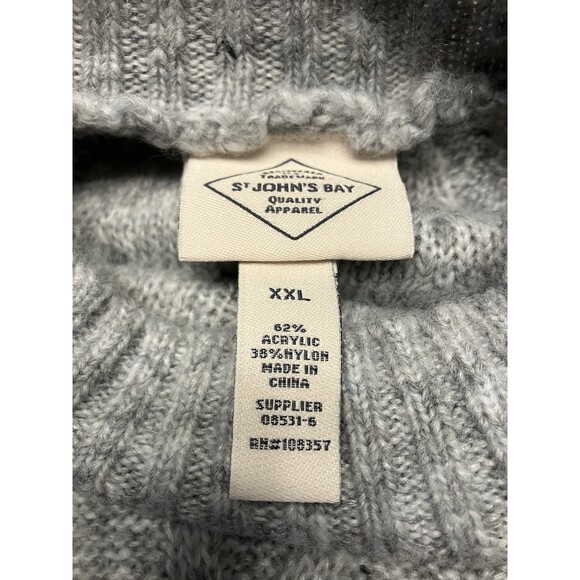 REGISTERED
TRADEMARK
ST JOHN'S BAY
QUALITY
APPAREL
XXL
62%
ACRYLIC
38%NYLON
MADE IN
CHINA
SUPPLIER
08531-6
RN#108357